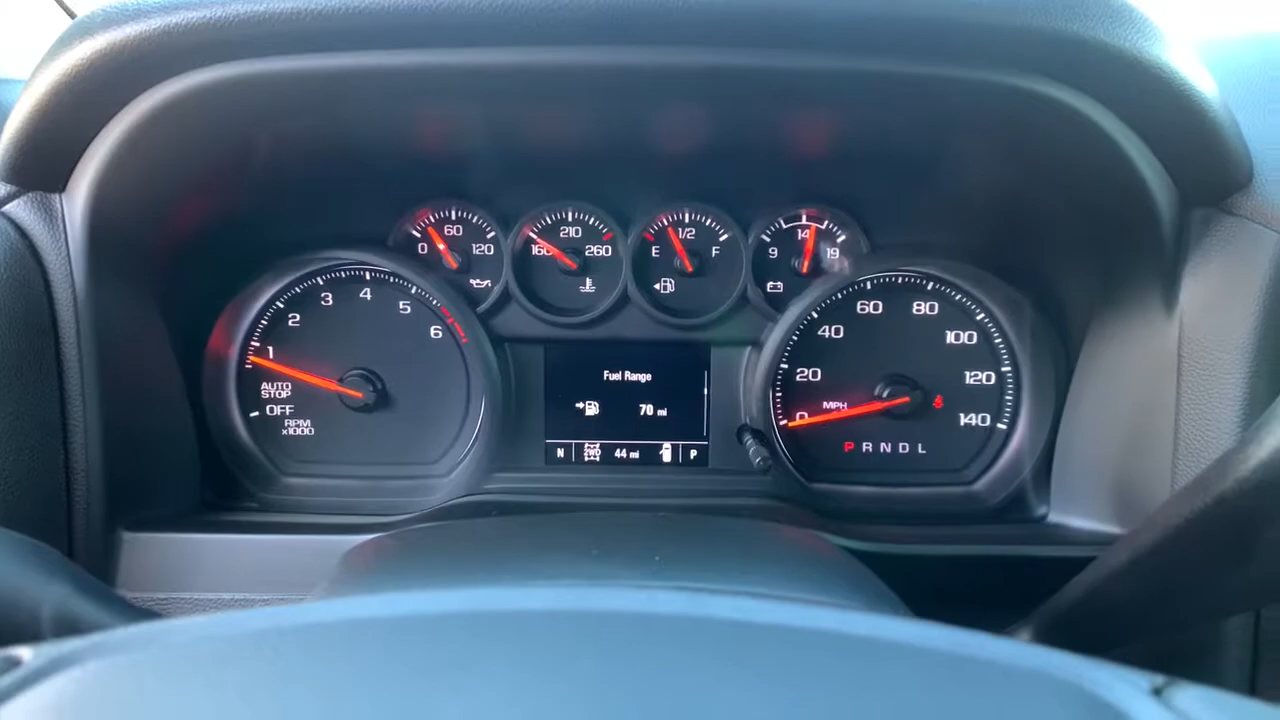 0 60 120
160 210 260
E 1/2 F
9 14 19
1 2 3 4 5 6
AUTO
STOP
OFF
RPM
x1000
Fuel Range
70 mi
N 2WD 44 mi P
0 20 40 60 80 100 120 140
MPH
P R N D L